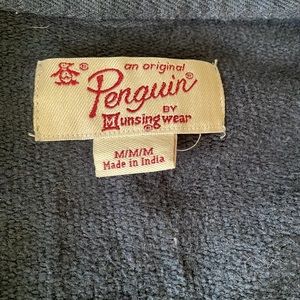 an original
Penguin®
BY
Munsingwear®
M/M/M
Made in India